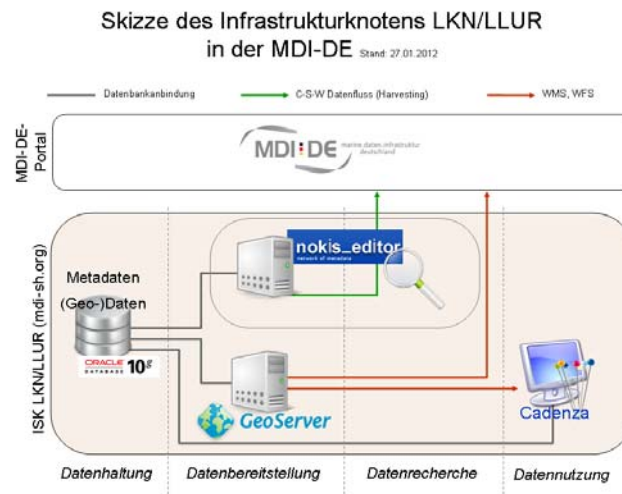 Skizze des Infrastrukturknotens LKN/LLUR
in der MDI-DE Stand: 27.01.2012
Datenbankanbindung
C-S-W Datenfluss (Harvesting)
WMS, WFS
MDI-DE-
Portal
MDI:DE
marine daten infrastruktur
deutschland
ISK LKN/LLUR (mdi-sh.org)
nokis_editor
network of metadata
Metadaten
(Geo-)Daten
ORACLE
DATABASE
10g
GeoServer
Cadenza
Datenhaltung
Datenbereitstellung
Datenrecherche
Datennutzung